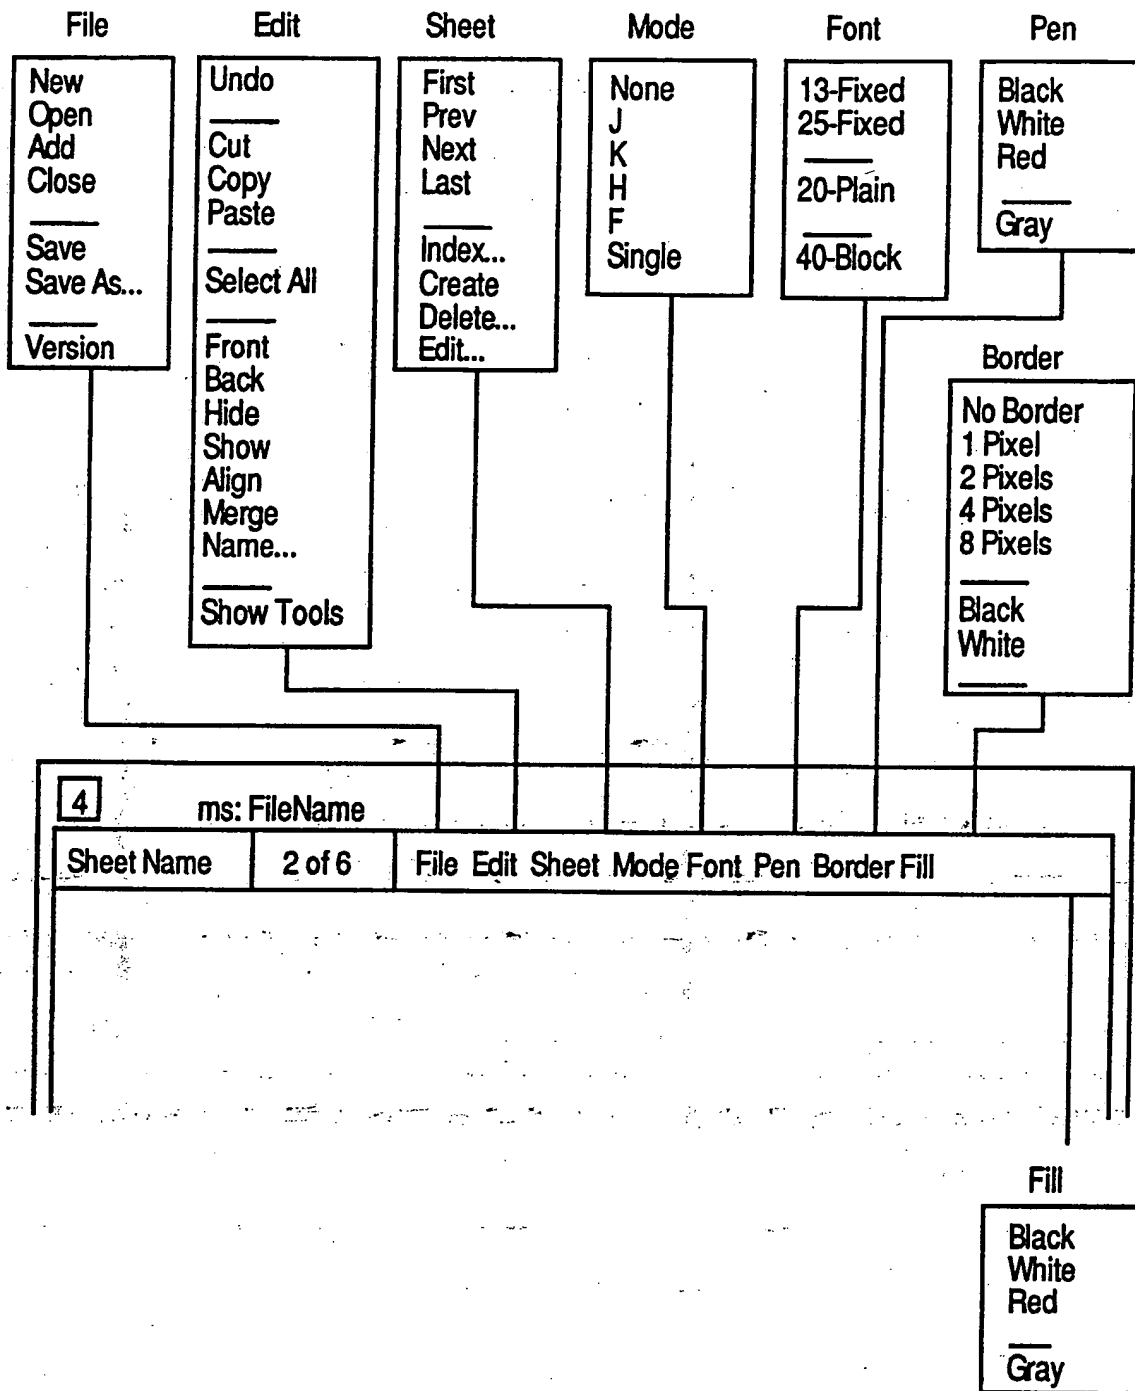 File
New
Open
Add
Close
Save
Save As...
Version
Edit
Undo
Cut
Copy
Paste
Select All
Front
Back
Hide
Show
Align
Merge
Name...
Show Tools
Sheet
First
Prev
Next
Last
Index...
Create
Delete...
Edit...
Mode
None
J
K
H
F
Single
Font
13-Fixed
25-Fixed
20-Plain
40-Block
Pen
Black
White
Red
Gray
Border
No Border
1 Pixel
2 Pixels
4 Pixels
8 Pixels
Black
White
4
ms: FileName
Sheet Name
2 of 6
File Edit Sheet Mode Font Pen Border Fill
Fill
Black
White
Red
Gray